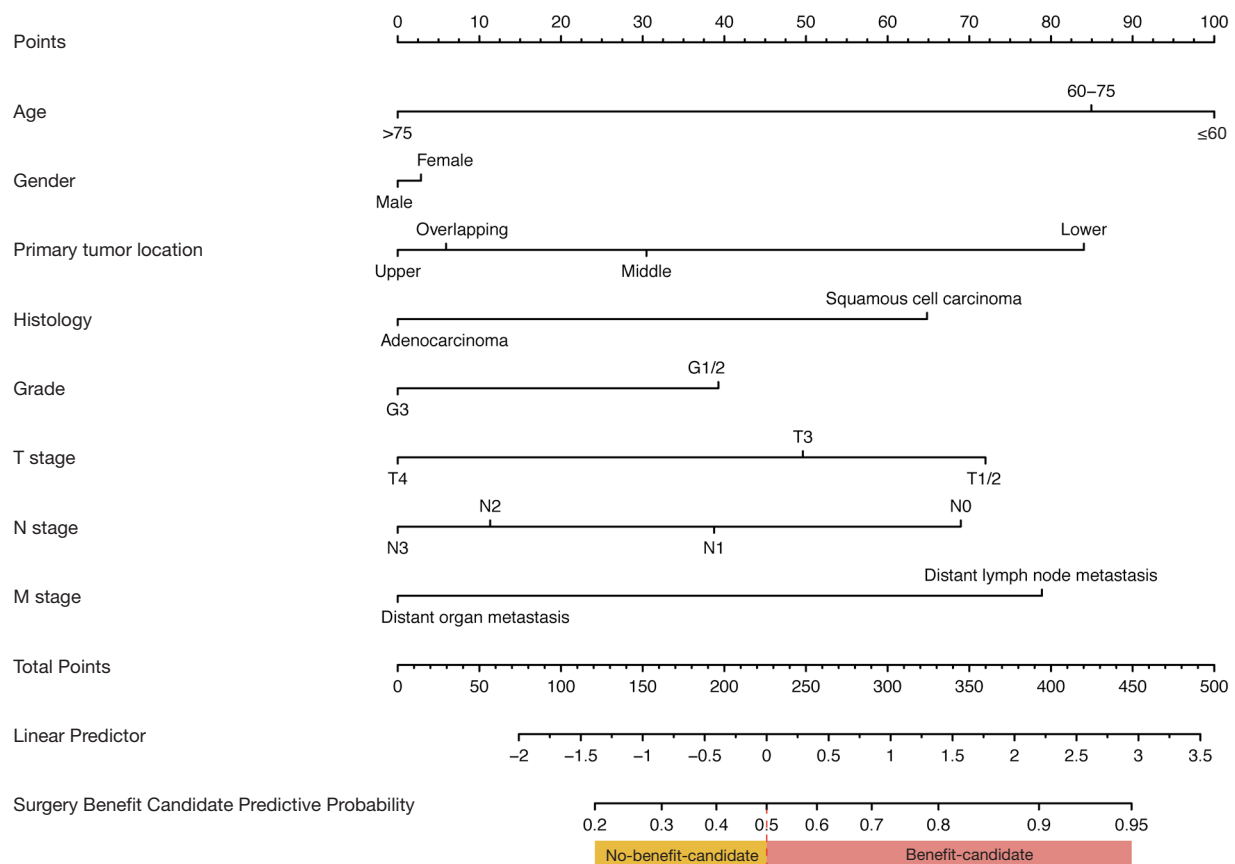 0 10 20 30 40 50 60 70 80 90 100
Points
60–75
Age
>75 ≤60
Female
Gender
Male
Overlapping Lower
Primary tumor location
Upper Middle
Squamous cell carcinoma
Histology
Adenocarcinoma
G1/2
Grade
G3
T3
T stage
T4 T1/2
N2 N0
N stage
N3 N1
Distant lymph node metastasis
M stage
Distant organ metastasis
Total Points
0 50 100 150 200 250 300 350 400 450 500
Linear Predictor
−2 −1.5 −1 −0.5 0 0.5 1 1.5 2 2.5 3 3.5
Surgery Benefit Candidate Predictive Probability
0.2 0.3 0.4 0.5 0.6 0.7 0.8 0.9 0.95
No-benefit-candidate Benefit-candidate